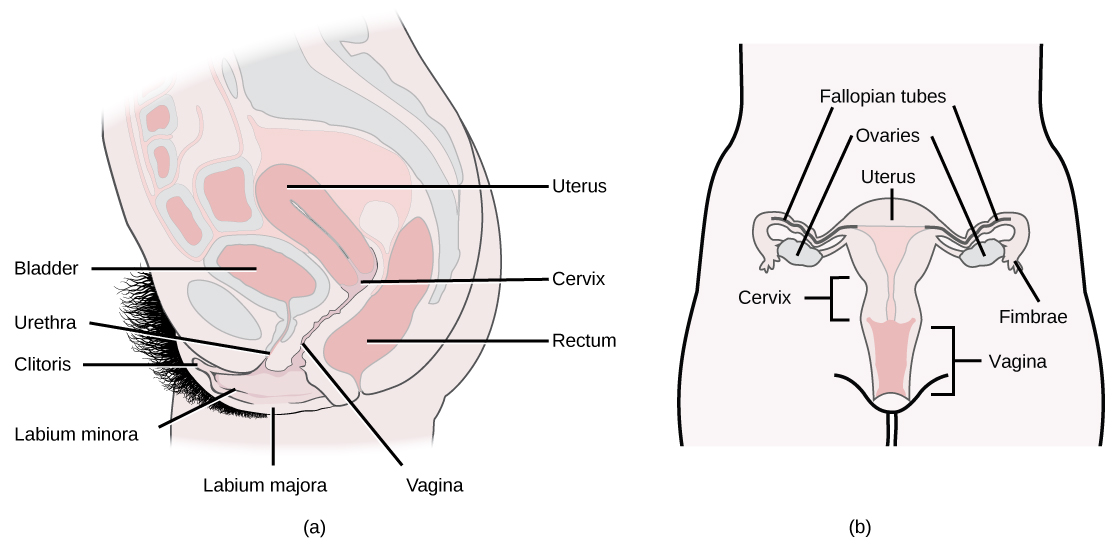 Uterus
Bladder
Cervix
Urethra
Rectum
Clitoris
Labium minora
Labium majora
Vagina
(a)
Fallopian tubes
Ovaries
Uterus
Cervix
Fimbrae
Vagina
(b)